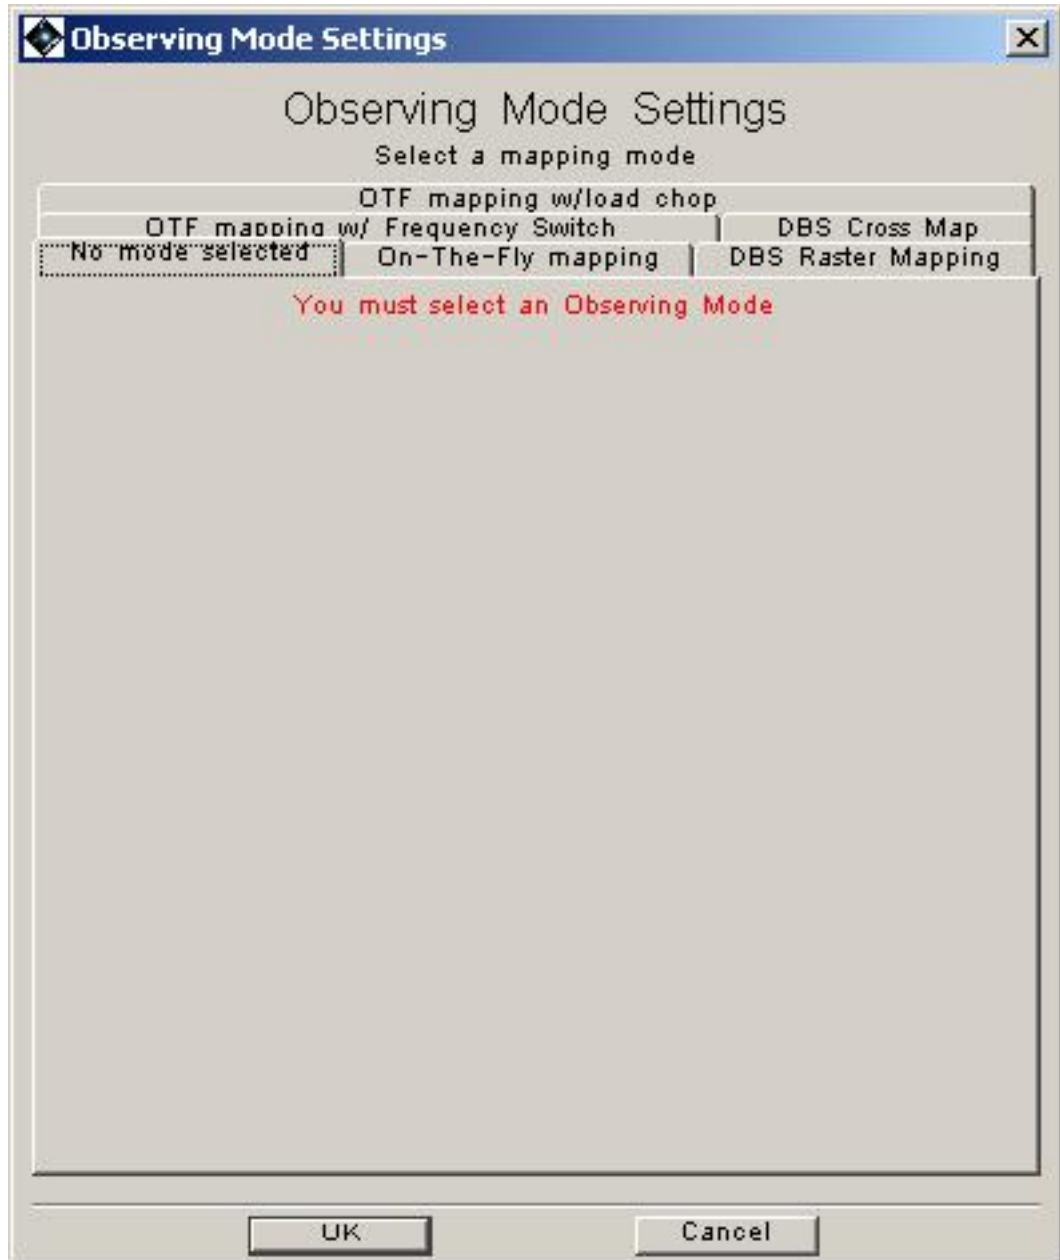 Observing Mode Settings
Observing Mode Settings
Select a mapping mode
OTF mapping w/load chop
OTF mapping w/ Frequency Switch
DBS Cross Map
No mode selected
On-The-Fly mapping
DBS Raster Mapping
You must select an Observing Mode
OK
Cancel